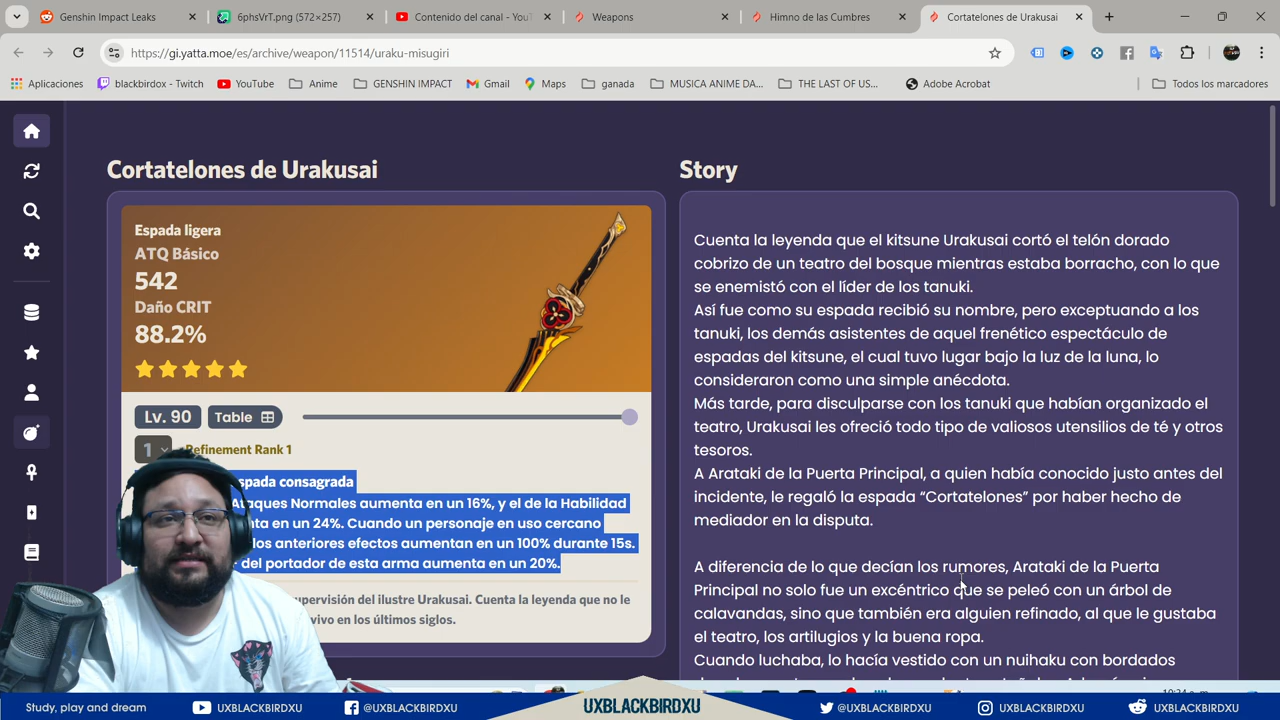 Genshin Impact Leaks
6phsVrT.png (572×257)
Contenido del canal - You
Weapons
Himno de las Cumbres
Cortatelones de Urakusai
https://gi.yatta.moe/es/archive/weapon/11514/uraku-misugiri
Aplicaciones
blackbirdox - Twitch
YouTube
Anime
GENSHIN IMPACT
Gmail
Maps
ganada
MUSICA ANIME DA...
THE LAST OF US...
Adobe Acrobat
Todos los marcadores
Cortatelones de Urakusai
Espada ligera
ATQ Básico
542
Daño CRIT
88.2%
Lv. 90
Table
1
Refinement Rank 1
spada consagrada
Ataques Normales aumenta en un 16%, y el de la Habilidad
nta en un 24%. Cuando un personaje en uso cercano
los anteriores efectos aumentan en un 100% durante 15s.
del portador de esta arma aumenta en un 20%.
upervisión del ilustre Urakusai. Cuenta la leyenda que no le
vivo en los últimos siglos.
Story
Cuenta la leyenda que el kitsune Urakusai cortó el telón dorado
cobrizo de un teatro del bosque mientras estaba borracho, con lo que
se enemistó con el líder de los tanuki.
Así fue como su espada recibió su nombre, pero exceptuando a los
tanuki, los demás asistentes de aquel frenético espectáculo de
espadas del kitsune, el cual tuvo lugar bajo la luz de la luna, lo
consideraron como una simple anécdota.
Más tarde, para disculparse con los tanuki que habían organizado el
teatro, Urakusai les ofreció todo tipo de valiosos utensilios de té y otros
tesoros.
A Arataki de la Puerta Principal, a quien había conocido justo antes del
incidente, le regaló la espada “Cortatelones” por haber hecho de
mediador en la disputa.
A diferencia de lo que decían los rumores, Arataki de la Puerta
Principal no solo fue un excéntrico que se peleó con un árbol de
calavandas, sino que también era alguien refinado, al que le gustaba
el teatro, los artilugios y la buena ropa.
Cuando luchaba, lo hacía vestido con un nuihaku con bordados
Study, play and dream
UXBLACKBIRDXU
@UXBLACKBIRDXU
UXBLACKBIRDXU
@UXBLACKBIRDXU
UXBLACKBIRDXU
UXBLACKBIRDXU